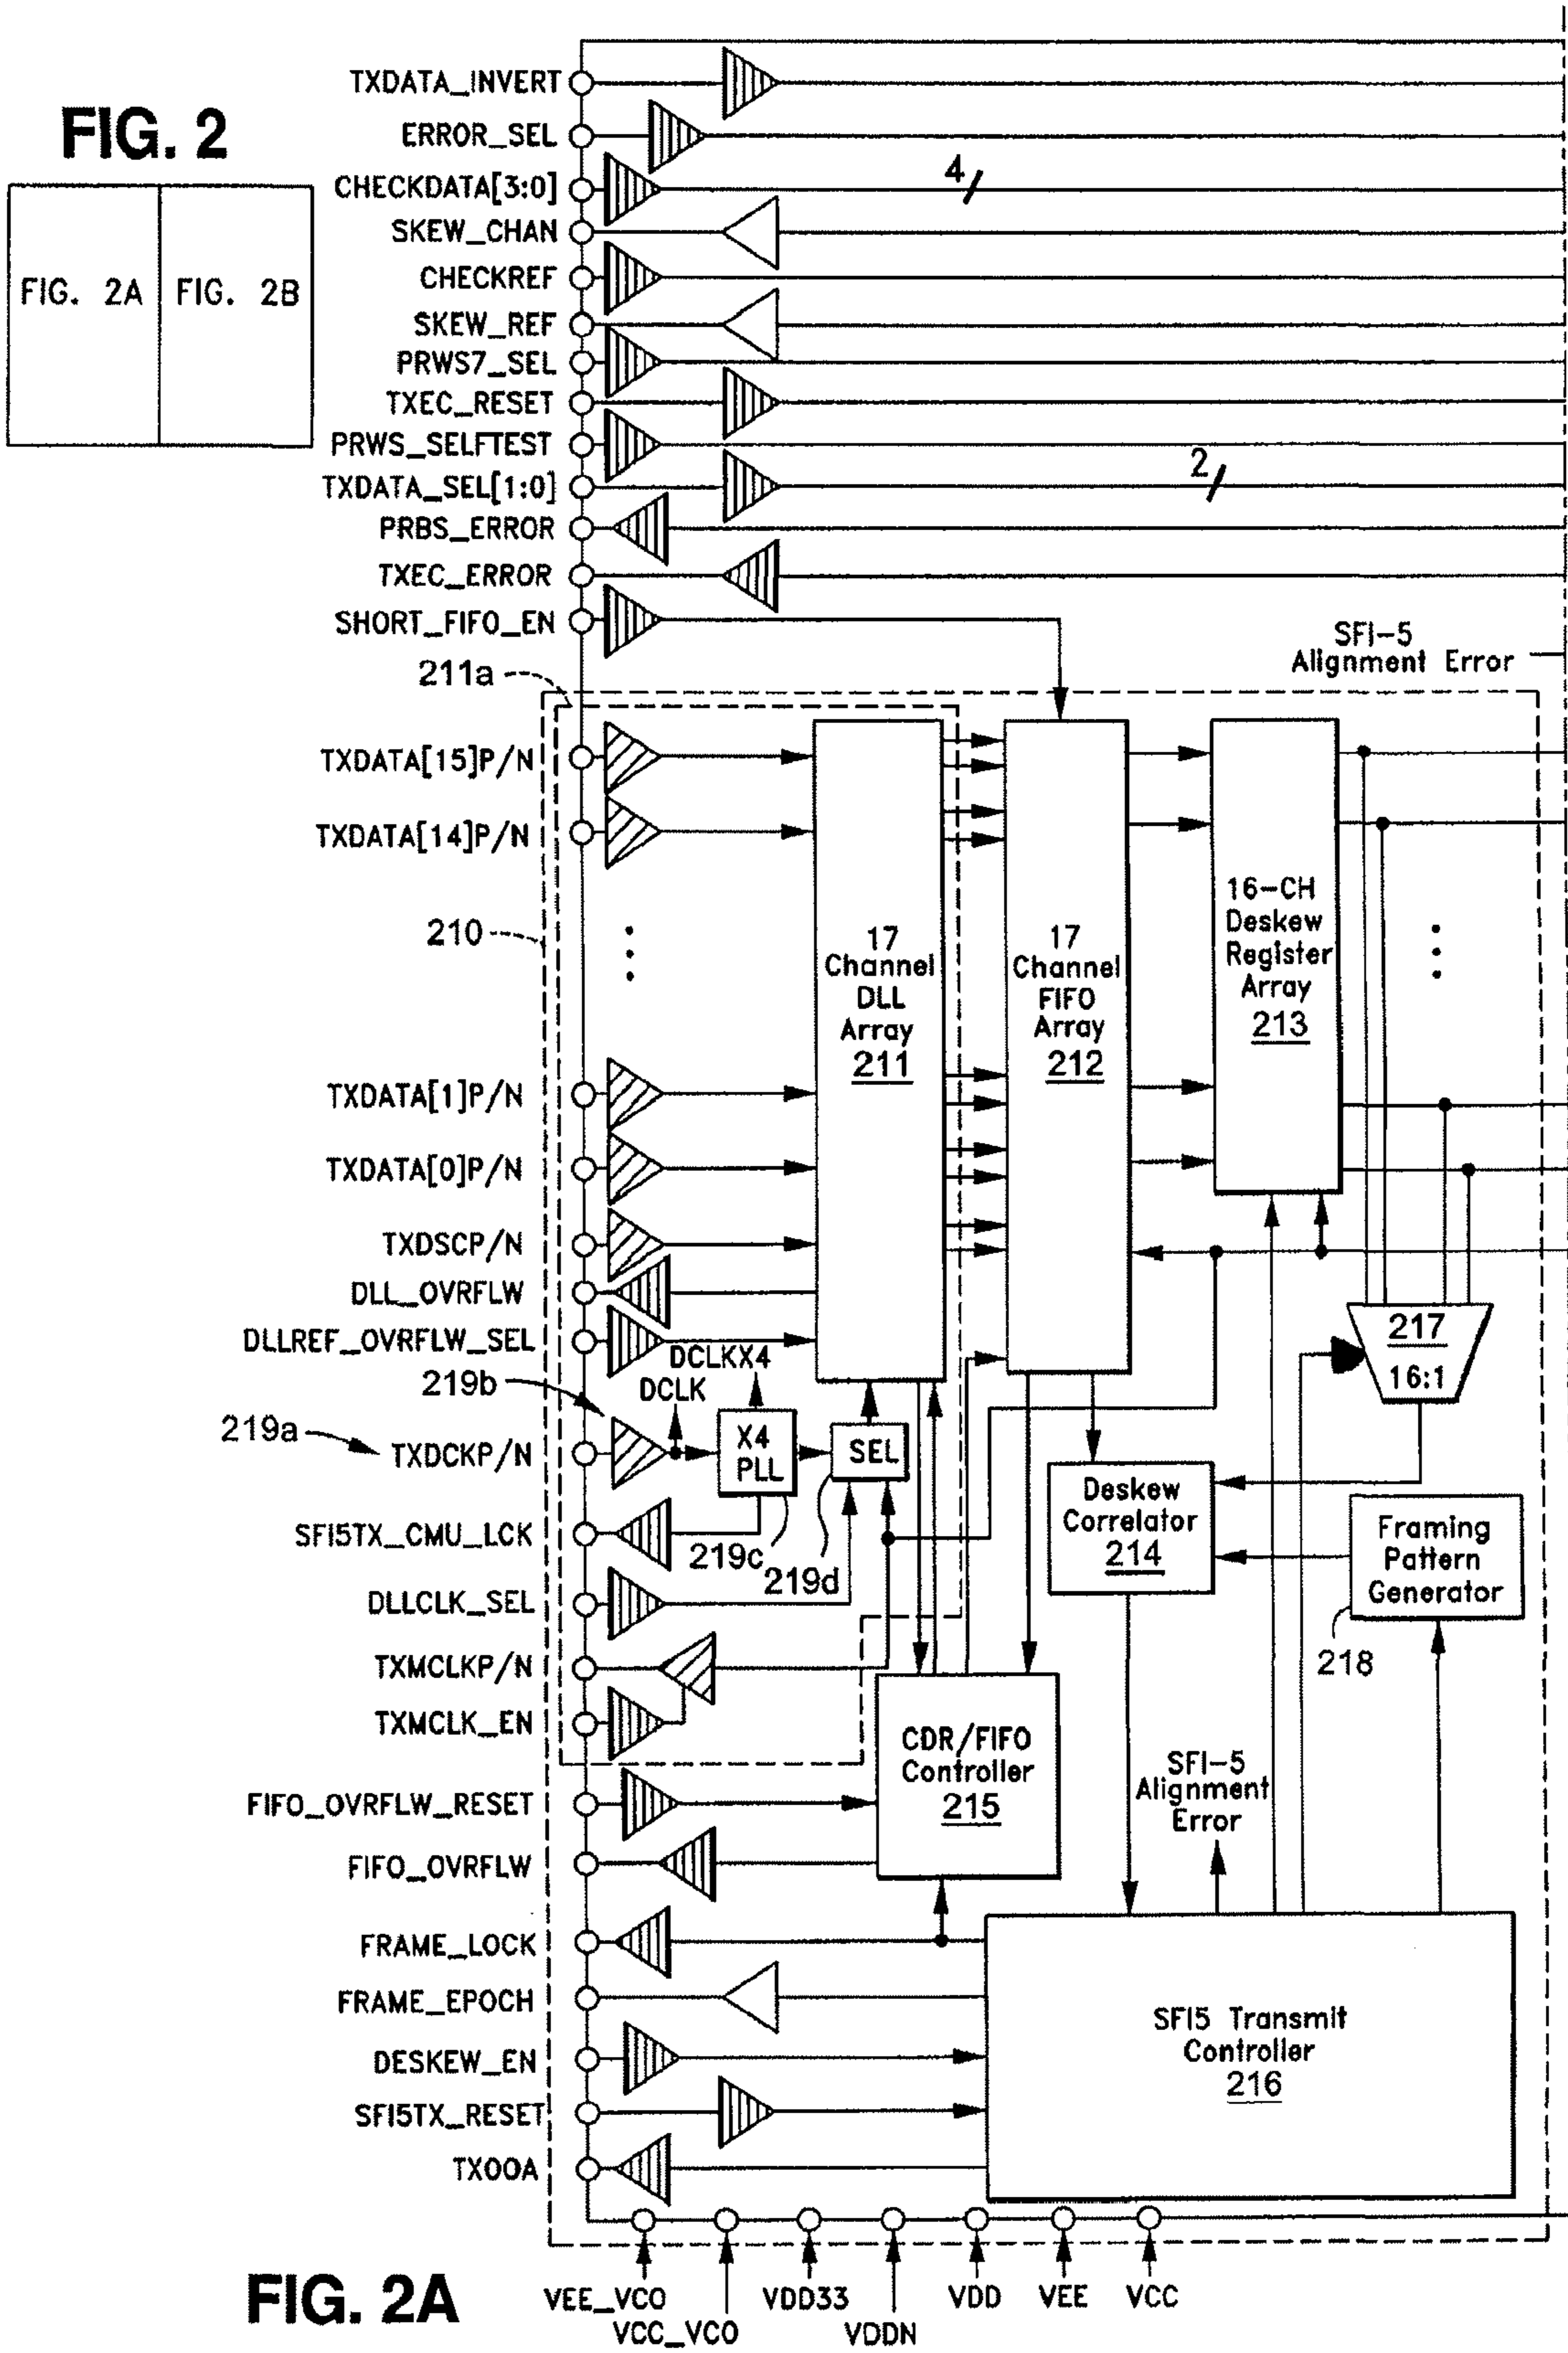 FIG. 2
FIG. 2A
FIG. 2B
TXDATA_INVERT
ERROR_SEL
CHECKDATA[3:0]
4
SKEW_CHAN
CHECKREF
SKEW_REF
PRWS7_SEL
TXEC_RESET
PRWS_SELFTEST
TXDATA_SEL[1:0]
2
PRBS_ERROR
TXEC_ERROR
SHORT_FIFO_EN
SFI-5
Alignment Error
211a
TXDATA[15]P/N
TXDATA[14]P/N
210
17
Channel
DLL
Array
211
17
Channel
FIFO
Array
212
16-CH
Deskew
Register
Array
213
TXDATA[1]P/N
TXDATA[0]P/N
TXDSCP/N
DLL_OVRFLW
DLLREF_OVRFLW_SEL
217
16:1
DCLKX4
DCLK
219b
219a
TXDCKP/N
X4
PLL
SEL
SFI5TX_CMU_LCK
219c
219d
Deskew
Correlator
214
Framing
Pattern
Generator
218
DLLCLK_SEL
TXMCLKP/N
TXMCLK_EN
CDR/FIFO
Controller
215
SFI-5
Alignment
Error
FIFO_OVRFLW_RESET
FIFO_OVRFLW
FRAME_LOCK
FRAME_EPOCH
DESKEW_EN
SFI5TX_RESET
TXOOA
SFI5 Transmit
Controller
216
VEE_VCO
VCC_VCO
VDD33
VDDN
VDD
VEE
VCC
FIG. 2A